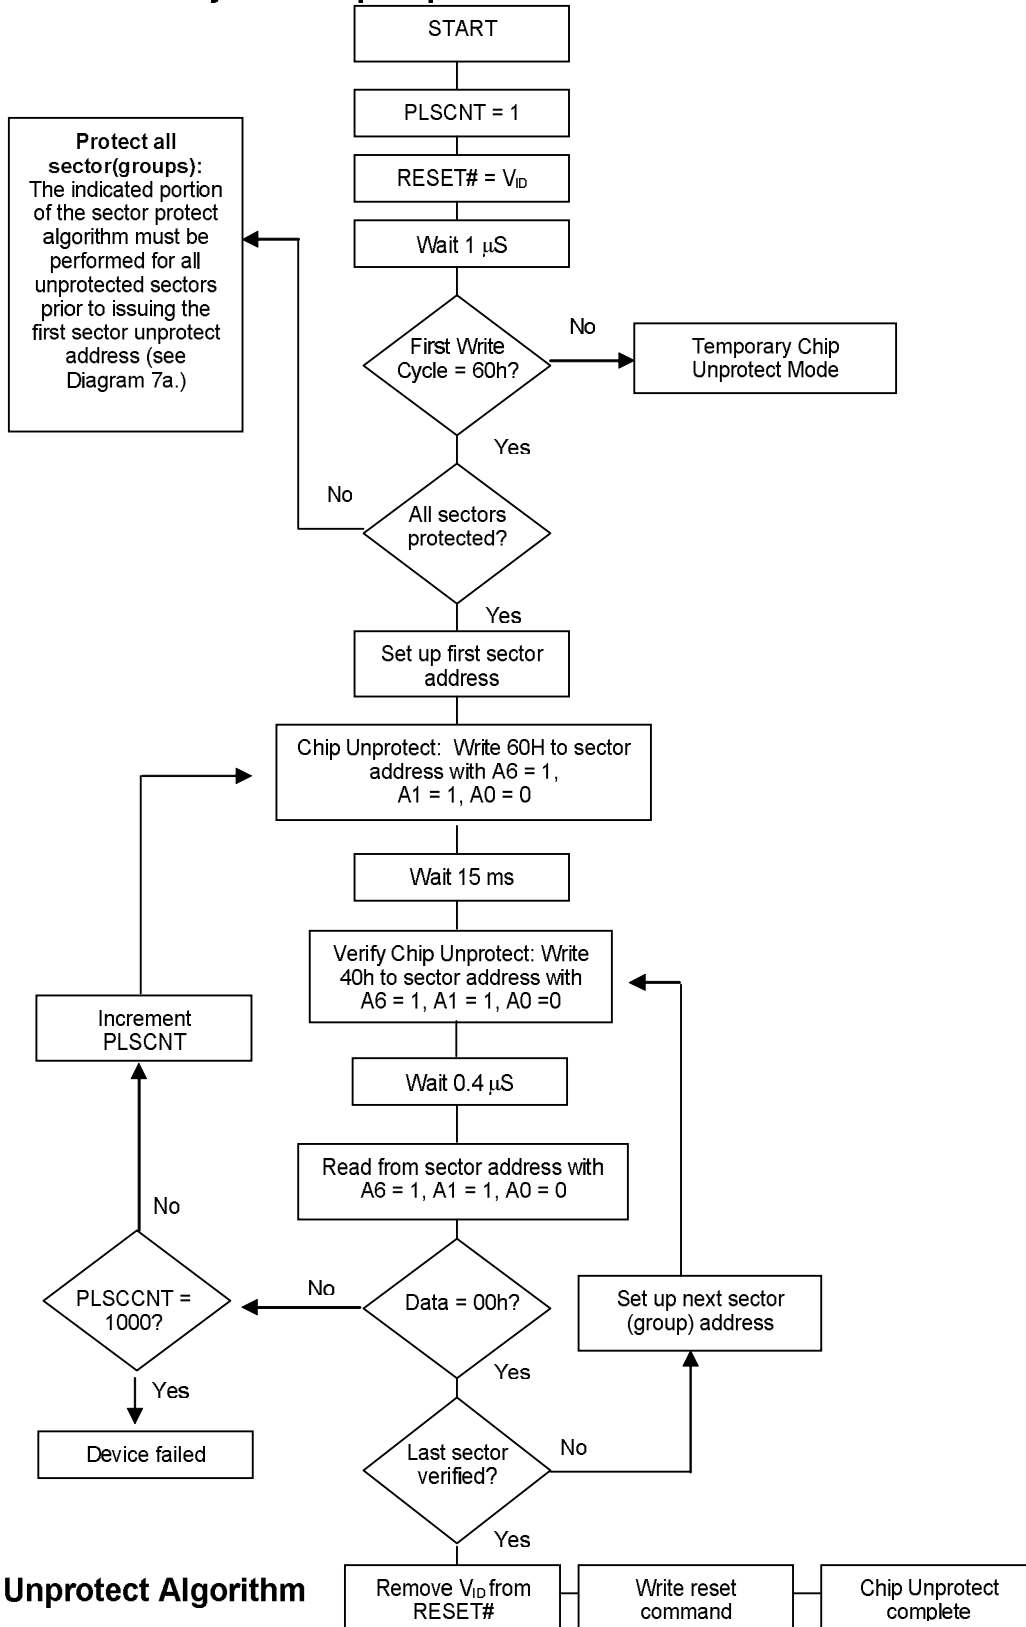 START
PLSCNT = 1
RESET# = VID
Wait 1 μS
Protect all
sector(groups):
The indicated portion
of the sector protect
algorithm must be
performed for all
unprotected sectors
prior to issuing the
first sector unprotect
address (see
Diagram 7a.)
First Write
Cycle = 60h?
No
Temporary Chip
Unprotect Mode
Yes
No
All sectors
protected?
Yes
Set up first sector
address
Chip Unprotect: Write 60H to sector
address with A6 = 1,
A1 = 1, A0 = 0
Wait 15 ms
Verify Chip Unprotect: Write
40h to sector address with
A6 = 1, A1 = 1, A0 =0
Increment
PLSCNT
Wait 0.4 μS
Read from sector address with
A6 = 1, A1 = 1, A0 = 0
No
PLSCCNT =
1000?
No
Data = 00h?
Set up next sector
(group) address
Yes
Yes
Device failed
Last sector
verified?
No
Yes
Unprotect Algorithm
Remove VID from
RESET#
Write reset
command
Chip Unprotect
complete